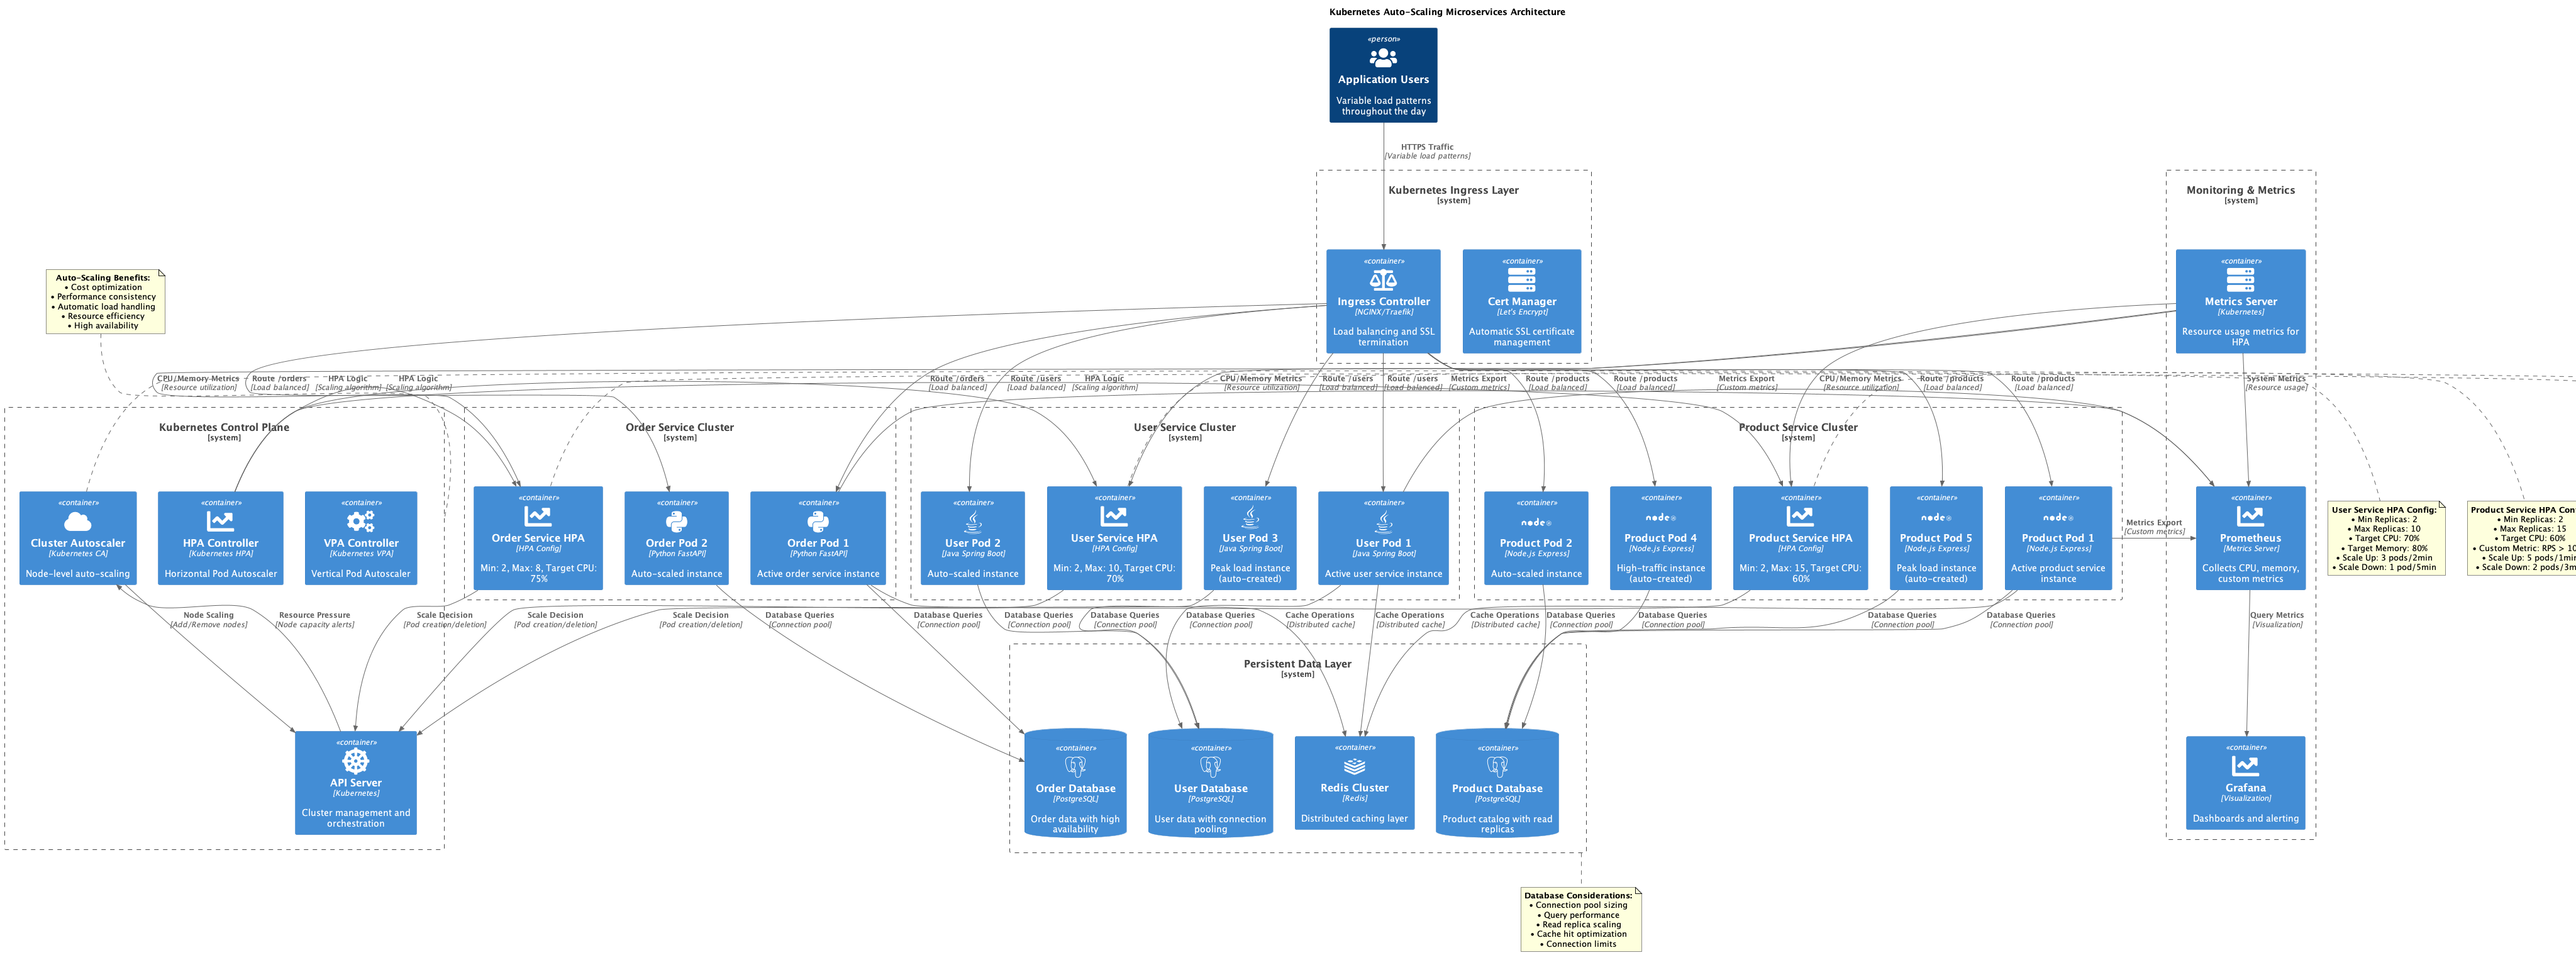 Kubernetes Auto-Scaling Microservices Architecture
«person»
Application Users
Variable load patterns
throughout the day
HTTPS Traffic
[Variable load patterns]
Kubernetes Ingress Layer
[system]
«container»
Ingress Controller
[NGINX/Traefik]
Load balancing and SSL
termination
«container»
Cert Manager
[Let's Encrypt]
Automatic SSL certificate
management
Monitoring & Metrics
[system]
«container»
Metrics Server
[Kubernetes]
Resource usage metrics for
HPA
Auto-Scaling Benefits:
• Cost optimization
• Performance consistency
• Automatic load handling
• Resource efficiency
• High availability
CPU/Memory Metrics
[Resource utilization]
Route /orders
[Load balanced]
HPA Logic
[Scaling algorithm]
HPA Logic
[Scaling algorithm]
Route /orders
[Load balanced]
Route /users
[Load balanced]
HPA Logic
[Scaling algorithm]
CPU/Memory Metrics
[Resource utilization]
Route /users
[Load balanced]
Route /users
[Load balanced]
Metrics Export
[Custom metrics]
Route /products
[Load balanced]
Route /products
[Load balanced]
Metrics Export
[Custom metrics]
CPU/Memory Metrics
[Resource utilization]
Route /products
[Load balanced]
Route /products
[Load balanced]
System Metrics
[Resource usage]
Kubernetes Control Plane
[system]
«container»
Cluster Autoscaler
[Kubernetes CA]
Node-level auto-scaling
«container»
HPA Controller
[Kubernetes HPA]
Horizontal Pod Autoscaler
«container»
VPA Controller
[Kubernetes VPA]
Vertical Pod Autoscaler
Order Service Cluster
[system]
«container»
Order Service HPA
[HPA Config]
Min: 2, Max: 8, Target CPU:
75%
«container»
Order Pod 2
[Python FastAPI]
Auto-scaled instance
«container»
Order Pod 1
[Python FastAPI]
Active order service instance
User Service Cluster
[system]
«container»
User Pod 2
[Java Spring Boot]
Auto-scaled instance
«container»
User Service HPA
[HPA Config]
Min: 2, Max: 10, Target CPU:
70%
«container»
User Pod 3
[Java Spring Boot]
Peak load instance
(auto-created)
«container»
User Pod 1
[Java Spring Boot]
Active user service instance
Product Service Cluster
[system]
«container»
node
Product Pod 2
[Node.js Express]
Auto-scaled instance
«container»
node
Product Pod 4
[Node.js Express]
High-traffic instance
(auto-created)
«container»
Product Service HPA
[HPA Config]
Min: 2, Max: 15, Target CPU:
60%
«container»
node
Product Pod 5
[Node.js Express]
Peak load instance
(auto-created)
«container»
node
Product Pod 1
[Node.js Express]
Active product service
instance
Metrics Export
[Custom metrics]
«container»
Prometheus
[Metrics Server]
Collects CPU, memory,
custom metrics
User Service HPA Config:
• Min Replicas: 2
• Max Replicas: 10
• Target CPU: 70%
• Target Memory: 80%
• Scale Up: 3 pods/2min
• Scale Down: 1 pod/5min
Product Service HPA
• Min Replicas: 2
• Max Replicas: 15
• Target CPU: 60%
• Custom Metric: RPS >
• Scale Up: 5
• Scale Down: 2
Node Scaling
[Add/Remove nodes]
Resource Pressure
[Node capacity alerts]
Scale Decision
[Pod creation/deletion]
Scale Decision
[Pod creation/deletion]
Scale Decision
[Pod creation/deletion]
Database Queries
[Connection pool]
Database Queries
[Connection pool]
Database Queries
[Connection pool]
Database Queries
[Connection pool]
Database Queries
[Connection pool]
Cache Operations
[Distributed cache]
Cache Operations
[Distributed cache]
Cache Operations
[Distributed cache]
Database Queries
[Connection pool]
Database Queries
[Connection pool]
Database Queries
[Connection pool]
Database Queries
[Connection pool]
Query Metrics
[Visualization]
«container»
API Server
[Kubernetes]
Cluster management and
orchestration
Persistent Data Layer
[system]
«container»
Order Database
[PostgreSQL]
Order data with high
availability
«container»
User Database
[PostgreSQL]
User data with connection
pooling
«container»
Redis Cluster
[Redis]
Distributed caching layer
«container»
Product Database
[PostgreSQL]
Product catalog with read
replicas
«container»
Grafana
[Visualization]
Dashboards and alerting
Database Considerations:
• Connection pool sizing
• Query performance
• Read replica scaling
• Cache hit optimization
• Connection limits